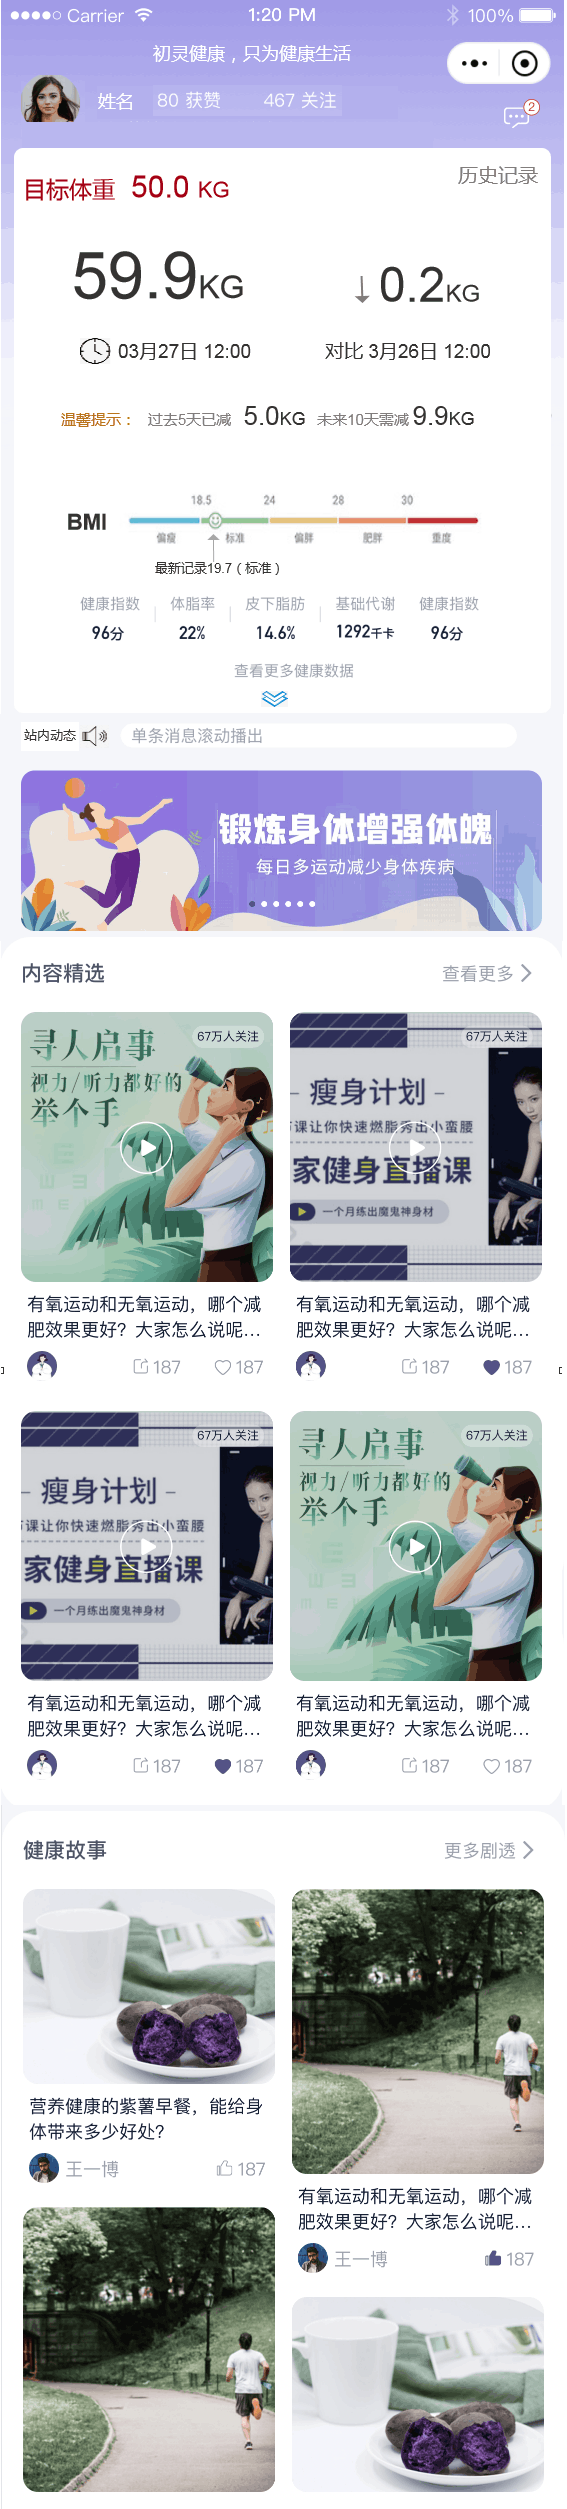 Carrier 1:20 PM 100%
初灵健康，只为健康生活
姓名 80 获赞 467 关注
2
目标体重 50.0 KG 历史记录
59.9KG ↓0.2KG
03月27日 12:00 对比 3月26日 12:00
温馨提示： 过去5天已减 5.0KG 未来10天需减 9.9KG
18.5 24 28 30
BMI
偏瘦 标准 偏胖 肥胖 重度
最新记录19.7（标准）
健康指数 体脂率 皮下脂肪 基础代谢 健康指数
96分 22% 14.6% 1292千卡 96分
查看更多健康数据
站内动态 单条消息滚动播出
锻炼身体增强体魄
每日多运动减少身体疾病
内容精选 查看更多
67万人关注
寻人启事
视力/听力都好的
举个手
67万人关注
瘦身计划
节课让你快速燃脂秀出小蛮腰
家健身直播课
一个月练出魔鬼神身材
有氧运动和无氧运动，哪个减
肥效果更好？大家怎么说呢...
187 187
有氧运动和无氧运动，哪个减
肥效果更好？大家怎么说呢...
187 187
67万人关注
瘦身计划
节课让你快速燃脂秀出小蛮腰
家健身直播课
一个月练出魔鬼神身材
67万人关注
寻人启事
视力/听力都好的
举个手
有氧运动和无氧运动，哪个减
肥效果更好？大家怎么说呢...
187 187
有氧运动和无氧运动，哪个减
肥效果更好？大家怎么说呢...
187 187
健康故事 更多剧透
营养健康的紫薯早餐，能给身
体带来多少好处？
王一博 187
有氧运动和无氧运动，哪个减
肥效果更好？大家怎么说呢...
王一博 187